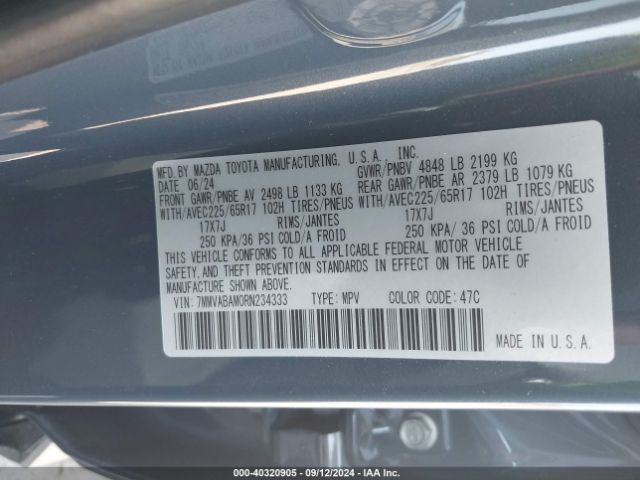 MFD. BY MAZDA TOYOTA MANUFACTURING, U.S.A., INC.
DATE 06/24 GVWR/PNBV 4848 LB 2199 KG
FRONT GAWR/PNBE AV 2498 LB 1133 KG REAR GAWR/PNBE AR 2379 LB 1079 KG
WITH/AVEC225/65R17 102H TIRES/PNEUS WITH/AVEC225/65R17 102H TIRES/PNEUS
17X7J RIMS/JANTES 17X7J RIMS/JANTES
250 KPA/36 PSI COLD/A FROID 250 KPA/ 36 PSI COLD/A FROID
THIS VEHICLE CONFORMS TO ALL APPLICABLE FEDERAL MOTOR VEHICLE
SAFETY,AND THEFT PREVENTION STANDARDS IN EFFECT ON THE DATE OF
MANUFACTURE SHOWN ABOVE.
VIN: 7MMVABAM0RN234333 TYPE: MPV COLOR CODE: 47C
MADE IN U.S.A.
000-40320905 - 09/12/2024 - IAA Inc.